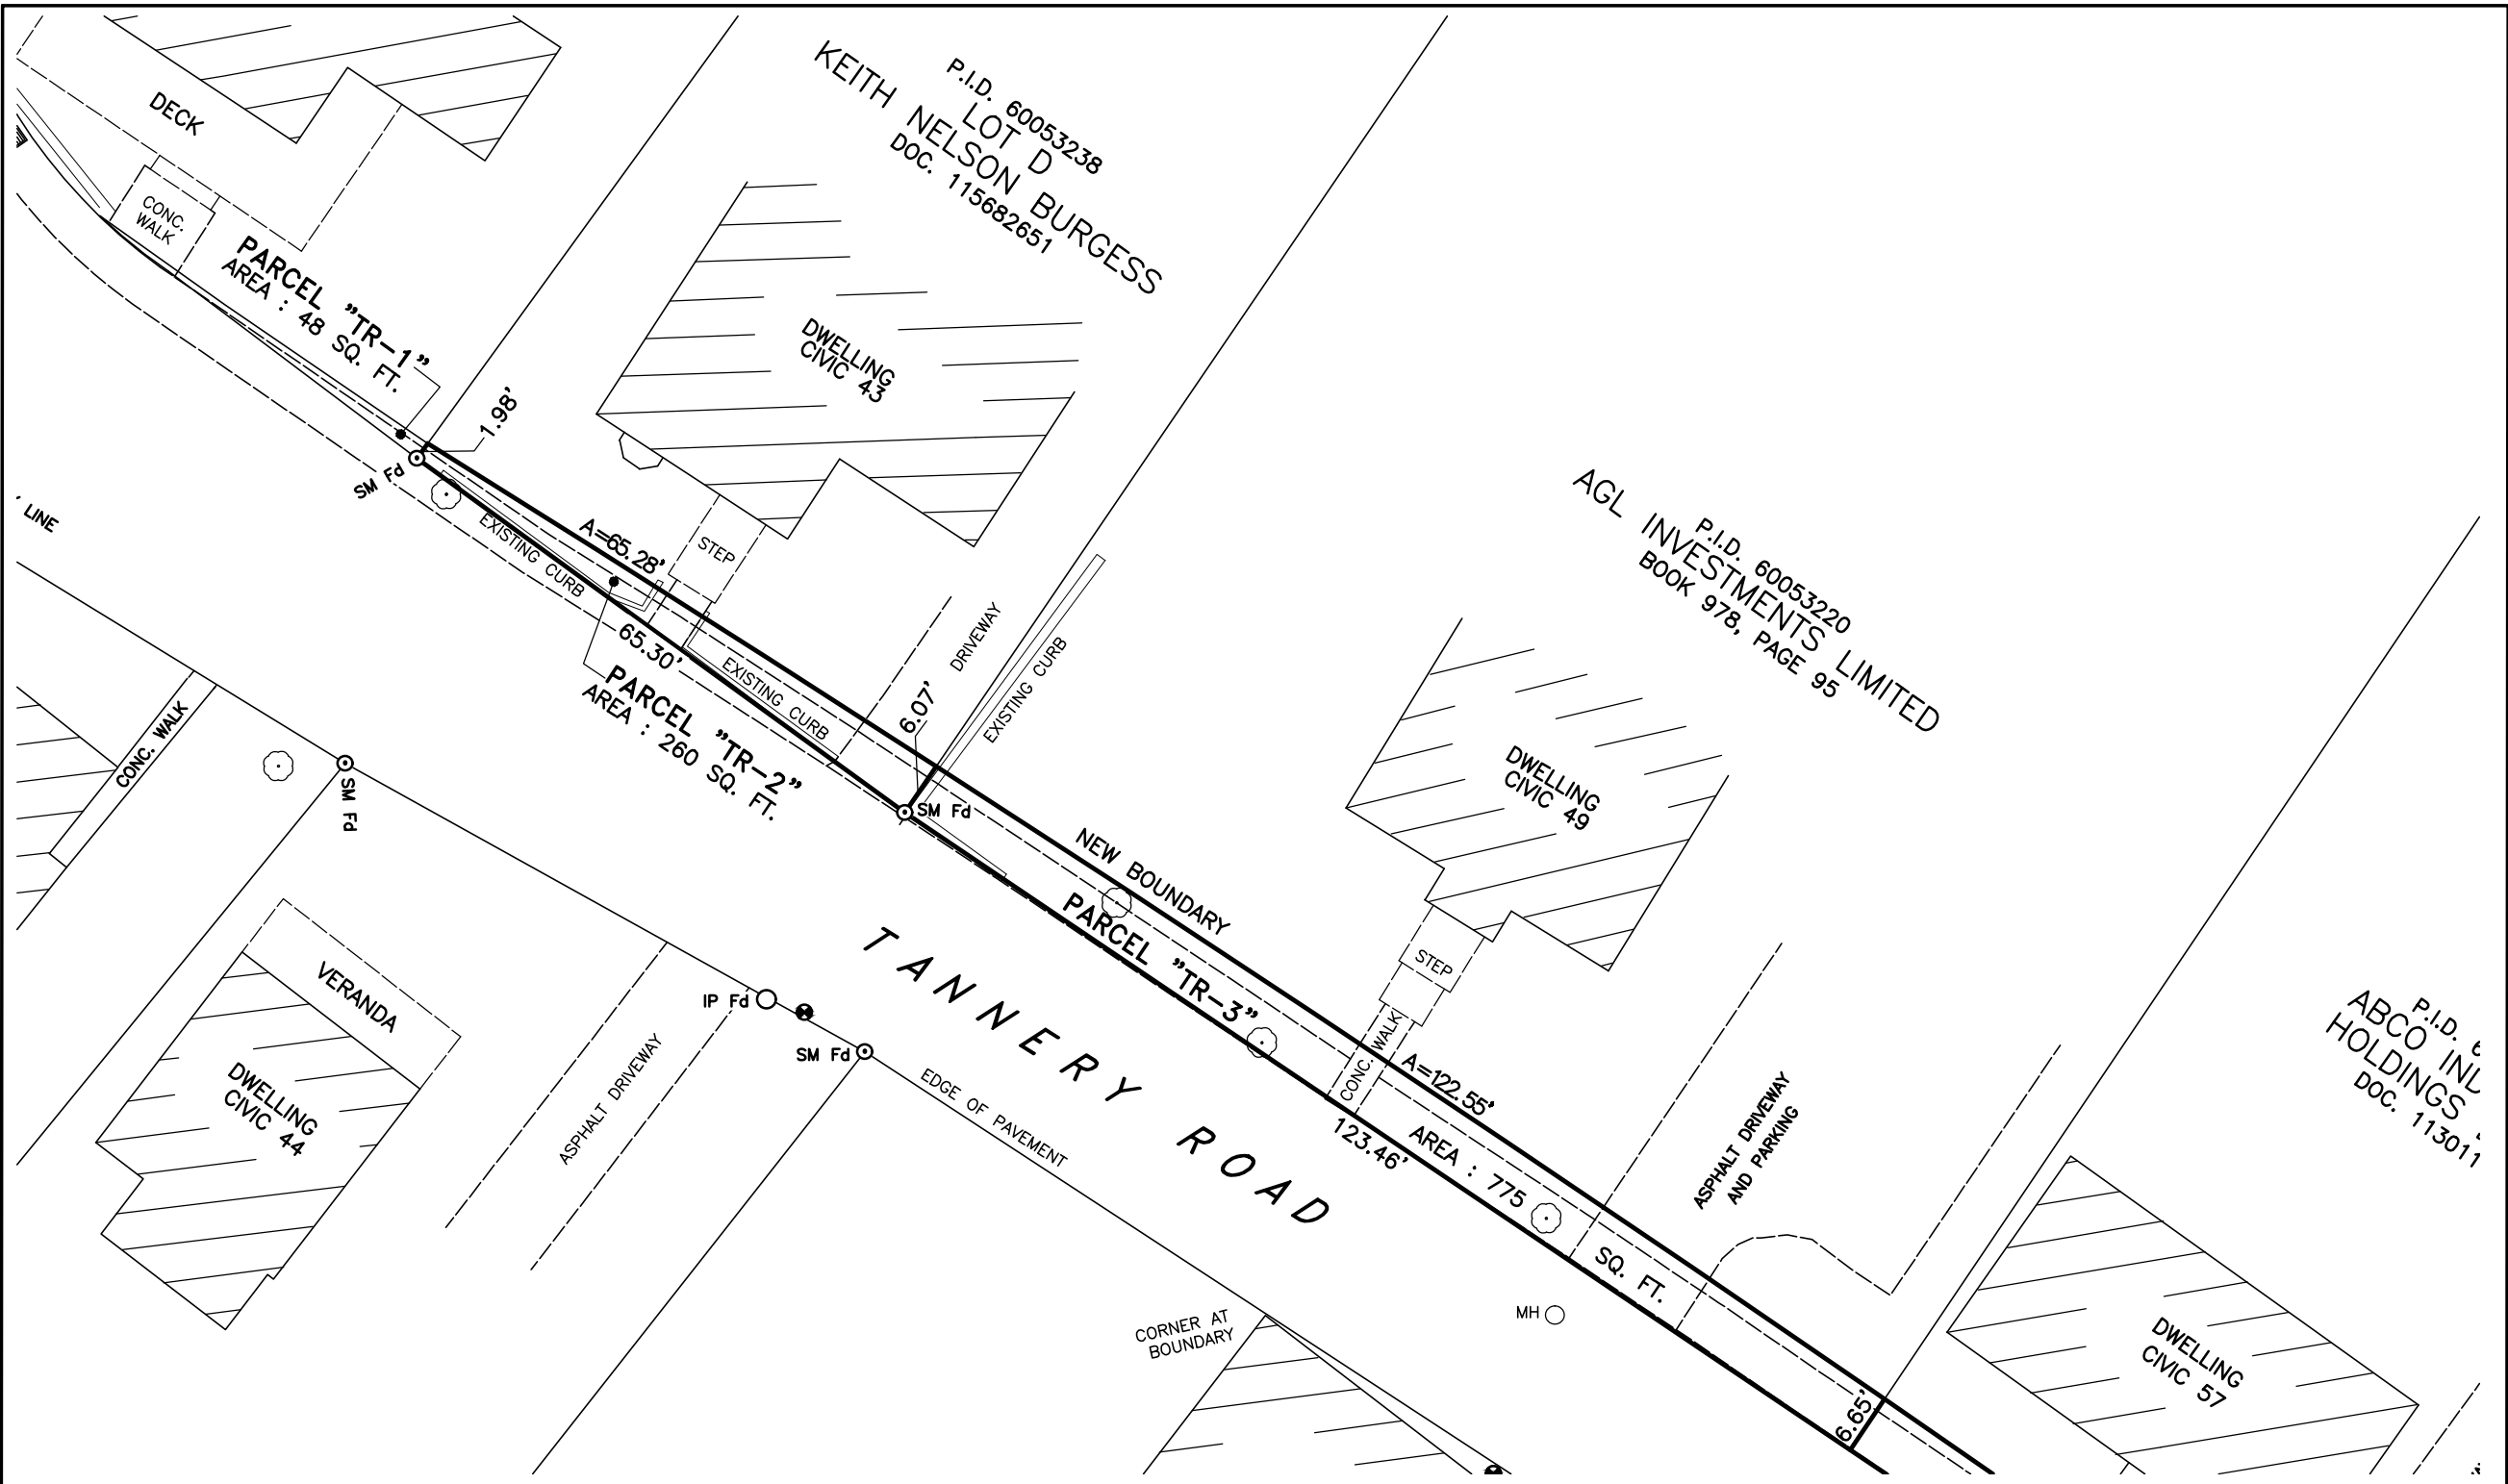 DECK
CONC.
WALK
PARCEL "TR-1"
AREA : 48 SQ. FT.
P.I.D. 60053238
LOT D
KEITH NELSON BURGESS
DOC. 115682651
DWELLING
CIVIC 43
1.98'
SM Fd
LINE
EXISTING CURB
A=65.28'
STEP
65.30'
EXISTING CURB
PARCEL "TR-2"
AREA : 260 SQ. FT.
6.07'
DRIVEWAY
EXISTING CURB
SM Fd
P.I.D. 60053220
AGL INVESTMENTS LIMITED
BOOK 978, PAGE 95
DWELLING
CIVIC 49
CONC. WALK
SM Fd
NEW BOUNDARY
PARCEL "TR-3"
STEP
CONC. WALK
A=122.55'
123.46'
AREA : 775 SQ. FT.
TANNERY ROAD
VERANDA
DWELLING
CIVIC 44
ASPHALT DRIVEWAY
IP Fd
SM Fd
EDGE OF PAVEMENT
ASPHALT DRIVEWAY
AND PARKING
P.I.D.
ABCO
HOLDINGS
DOC. 113011
CORNER AT
BOUNDARY
MH
6.65'
DWELLING
CIVIC 57